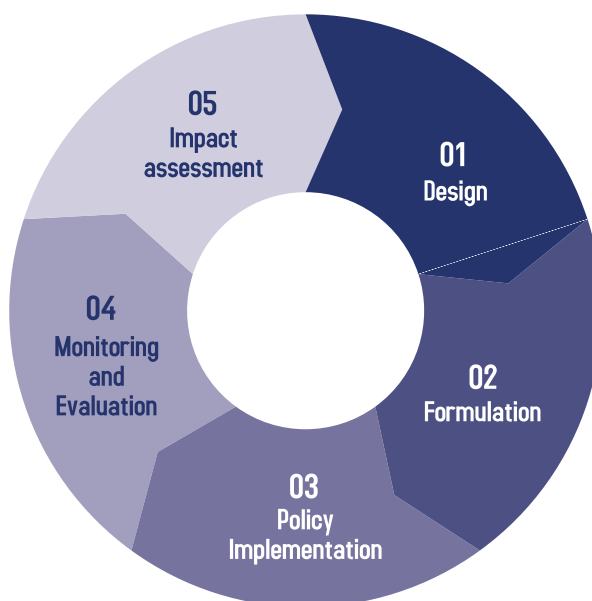 01
Design
02
Formulation
03
Policy
Implementation
04
Monitoring
and
Evaluation
05
Impact
assessment